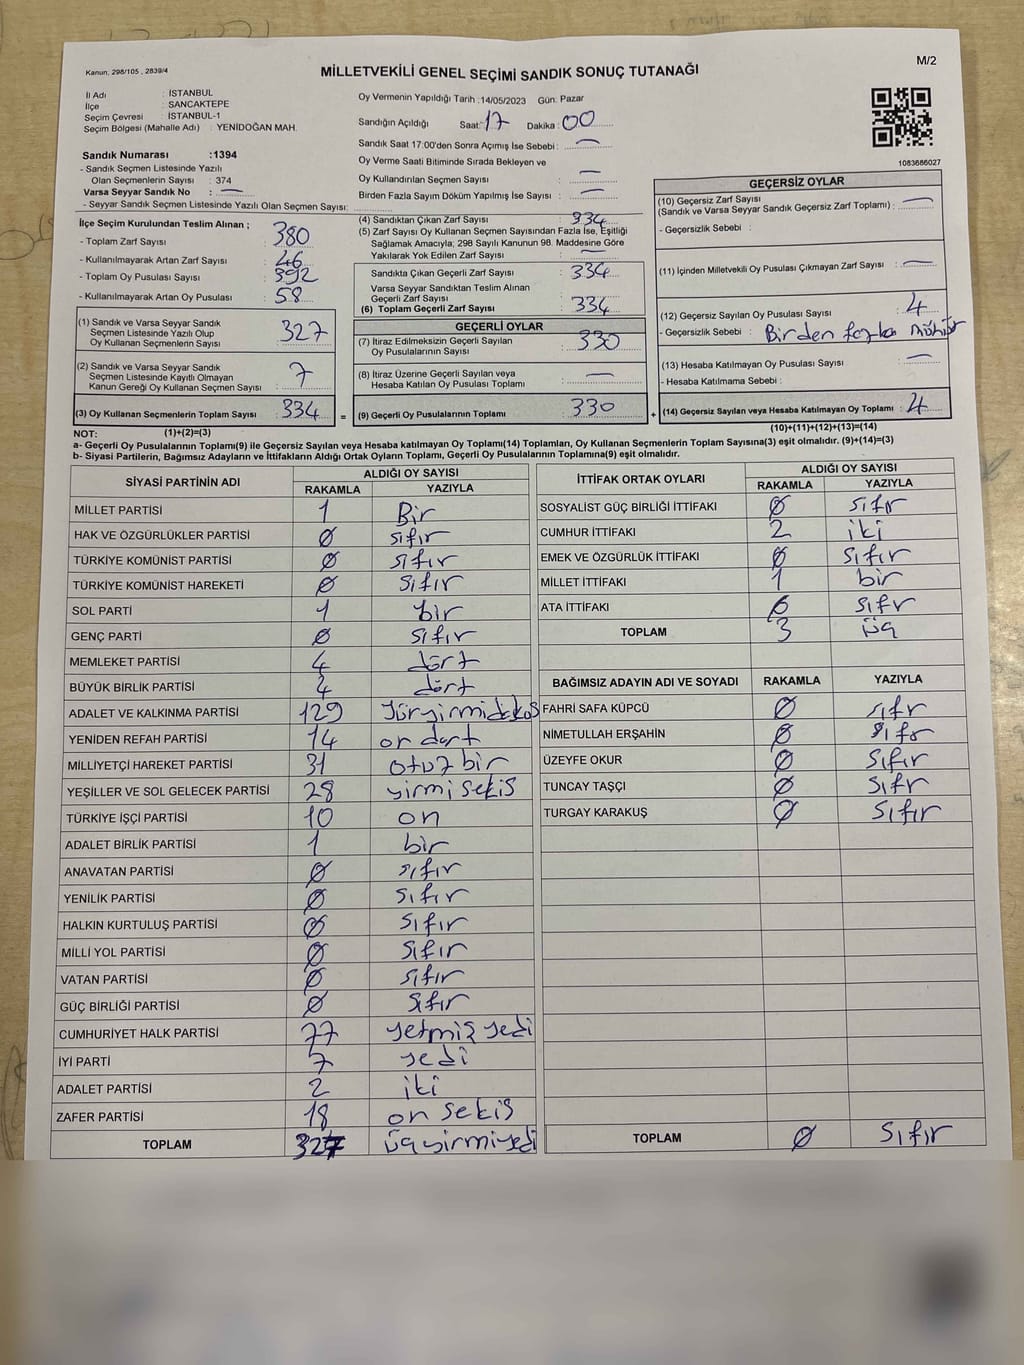 Kanun, 298/105 , 2839/4
M/2
MİLLETVEKİLİ GENEL SEÇİMİ SANDIK SONUÇ TUTANAĞI
İl Adı : İSTANBUL
İlçe : SANCAKTEPE
Seçim Çevresi : İSTANBUL-1
Seçim Bölgesi (Mahalle Adı) : YENİDOĞAN MAH.
Sandık Numarası :1394
- Sandık Seçmen Listesinde Yazılı
Olan Seçmenlerin Sayısı : 374
Varsa Seyyar Sandık No : —
- Seyyar Seçmen Listesinde Yazılı Olan Seçmen Sayısı:
Oy Vermenin Yapıldığı Tarih :14/05/2023 Gün: Pazar
Sandığın Açıldığı Saat: 17 Dakika : 00
Sandık Saat 17:00'den Sonra Açımış İse Sebebi : —
Oy Verme Saati Bitiminde Sırada Bekleyen ve
Oy Kullandırılan Seçmen Sayısı : —
Birden Fazla Sayım Döküm Yapılmış İse Sayısı : —
1083686027
İlçe Seçim Kurulundan Teslim Alınan ;
- Toplam Zarf Sayısı : 380
- Kullanılmayarak Artan Zarf Sayısı : 46
- Toplam Oy Pusulası Sayısı : 392
- Kullanılmayarak Artan Oy Pusulası : 58
(1) Sandık ve Varsa Seyyar Sandık
Seçmen Listesinde Yazılı Olup
Oy Kullanan Seçmenlerin Sayısı : 327
(2) Sandık ve Varsa Seyyar Sandık
Seçmen Listesinde Kayıtlı Olmayan
Kanun Gereği Oy Kullanan Seçmen Sayısı : 7
(3) Oy Kullanan Seçmenlerin Toplam Sayısı : 334 =
(4) Sandıktan Çıkan Zarf Sayısı : 334
(5) Zarf Sayısı Oy Kullanan Seçmen Sayısından Fazla İse, Eşitliği
Sağlamak Amacıyla; 298 Sayılı Kanunun 98. Maddesine Göre
Yakılarak Yok Edilen Zarf Sayısı : —
Sandıkta Çıkan Geçerli Zarf Sayısı : 334
Varsa Seyyar Sandıktan Teslim Alınan
Geçerli Zarf Sayısı : —
(6) Toplam Geçerli Zarf Sayısı : 334
GEÇERLİ OYLAR
(7) İtiraz Edilmeksizin Geçerli Sayılan
Oy Pusulalarının Sayısı : 330
(8) İtiraz Üzerine Geçerli Sayılan veya
Hesaba Katılan Oy Pusulası Toplamı : —
(9) Geçerli Oy Pusulalarının Toplamı : 330 +
GEÇERSİZ OYLAR
(10) Geçersiz Zarf Sayısı
(Sandık ve Varsa Seyyar Sandık Geçersiz Zarf Toplamı) : —
- Geçersizlik Sebebi :
(11) İçinden Milletvekili Oy Pusulası Çıkmayan Zarf Sayısı : —
(12) Geçersiz Sayılan Oy Pusulası Sayısı : 4
- Geçersizlik Sebebi : Birden fazla Mühür
(13) Hesaba Katılmayan Oy Pusulası Sayısı : —
- Hesaba Katılmama Sebebi :
(14) Geçersiz Sayılan veya Hesaba Katılmayan Oy Toplamı : 4
NOT: (1)+(2)=(3) (10)+(11)+(12)+(13)=(14)
a- Geçerli Oy Pusulalarının Toplamı(9) ile Geçersiz Sayılan veya Hesaba katılmayan Oy Toplamı(14) Toplamları, Oy Kullanan Seçmenlerin Toplam Sayısına(3) eşit olmalıdır. (9)+(14)=(3)
b- Siyasi Partilerin, Bağımsız Adayların ve İttifakların Aldığı Ortak Oyların Toplamı, Geçerli Oy Pusulalarının Toplamına(9) eşit olmalıdır.
SİYASİ PARTİNİN ADI ALDIĞI OY SAYISI
RAKAMLA YAZIYLA
MİLLET PARTİSİ 1 Bir
HAK VE ÖZGÜRLÜKLER PARTİSİ 0 sıfır
TÜRKİYE KOMÜNİST PARTİSİ 0 sıfır
TÜRKİYE KOMÜNİST HAREKETİ 0 sıfır
SOL PARTİ 1 bir
GENÇ PARTİ 0 sıfır
MEMLEKET PARTİSİ 4 dört
BÜYÜK BİRLİK PARTİSİ 4 dört
ADALET VE KALKINMA PARTİSİ 129
YENİDEN REFAH PARTİSİ 14 on dört
MİLLİYETÇİ HAREKET PARTİSİ 31 otuz bir
YEŞİLLER VE SOL GELECEK PARTİSİ 28 yirmi sekis
TÜRKİYE İŞÇİ PARTİSİ 10 on
ADALET BİRLİK PARTİSİ 1 bir
ANAVATAN PARTİSİ 0 sıfır
YENİLİK PARTİSİ 0 sıfır
HALKIN KURTULUŞ PARTİSİ 0 sıfır
MİLLİ YOL PARTİSİ 0 sıfır
VATAN PARTİSİ 0 sıfır
GÜÇ BİRLİĞİ PARTİSİ 0 sıfır
CUMHURİYET HALK PARTİSİ 77 yetmiş yedi
İYİ PARTİ 7 yedi
ADALET PARTİSİ 2 iki
ZAFER PARTİSİ 18 on sekis
TOPLAM 327 üçyirmiyedi
İTTİFAK ORTAK OYLARI ALDIĞI OY SAYISI
RAKAMLA YAZIYLA
SOSYALİST GÜÇ BİRLİĞİ İTTİFAKI 0 sıfr
CUMHUR İTTİFAKI 2 iki
EMEK VE ÖZGÜRLÜK İTTİFAKI 0 sıfır
MİLLET İTTİFAKI 1 bir
ATA İTTİFAKI 0 sıfr
TOPLAM 3 üç
BAĞIMSIZ ADAYIN ADI VE SOYADI RAKAMLA YAZIYLA
FAHRİ SAFA KÜPCÜ 0 sıfr
NİMETULLAH ERŞAHİN 0 sıfr
ÜZEYFE OKUR 0 sıfır
TUNCAY TAŞÇI 0 sıfr
TURGAY KARAKUŞ 0 sıfır
TOPLAM 0 sıfır